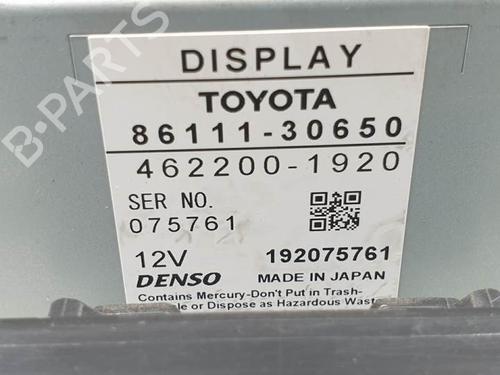 DISPLAY
TOYOTA
86111-30650
462200-1920
SER NO.
075761
12V 192075761
DENSO MADE IN JAPAN
Contains Mercury-Don't Put in Trash-
or Dispose as Hazardous Waste